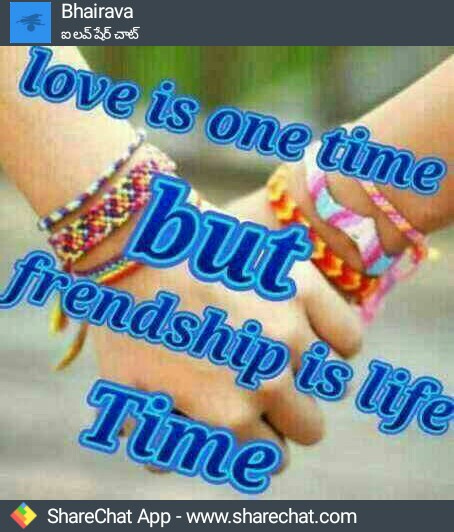 Bhairava
ఐ లవ్ షేర్ చాట్
love is one time
but
frendship is life
Time
ShareChat App - www.sharechat.com